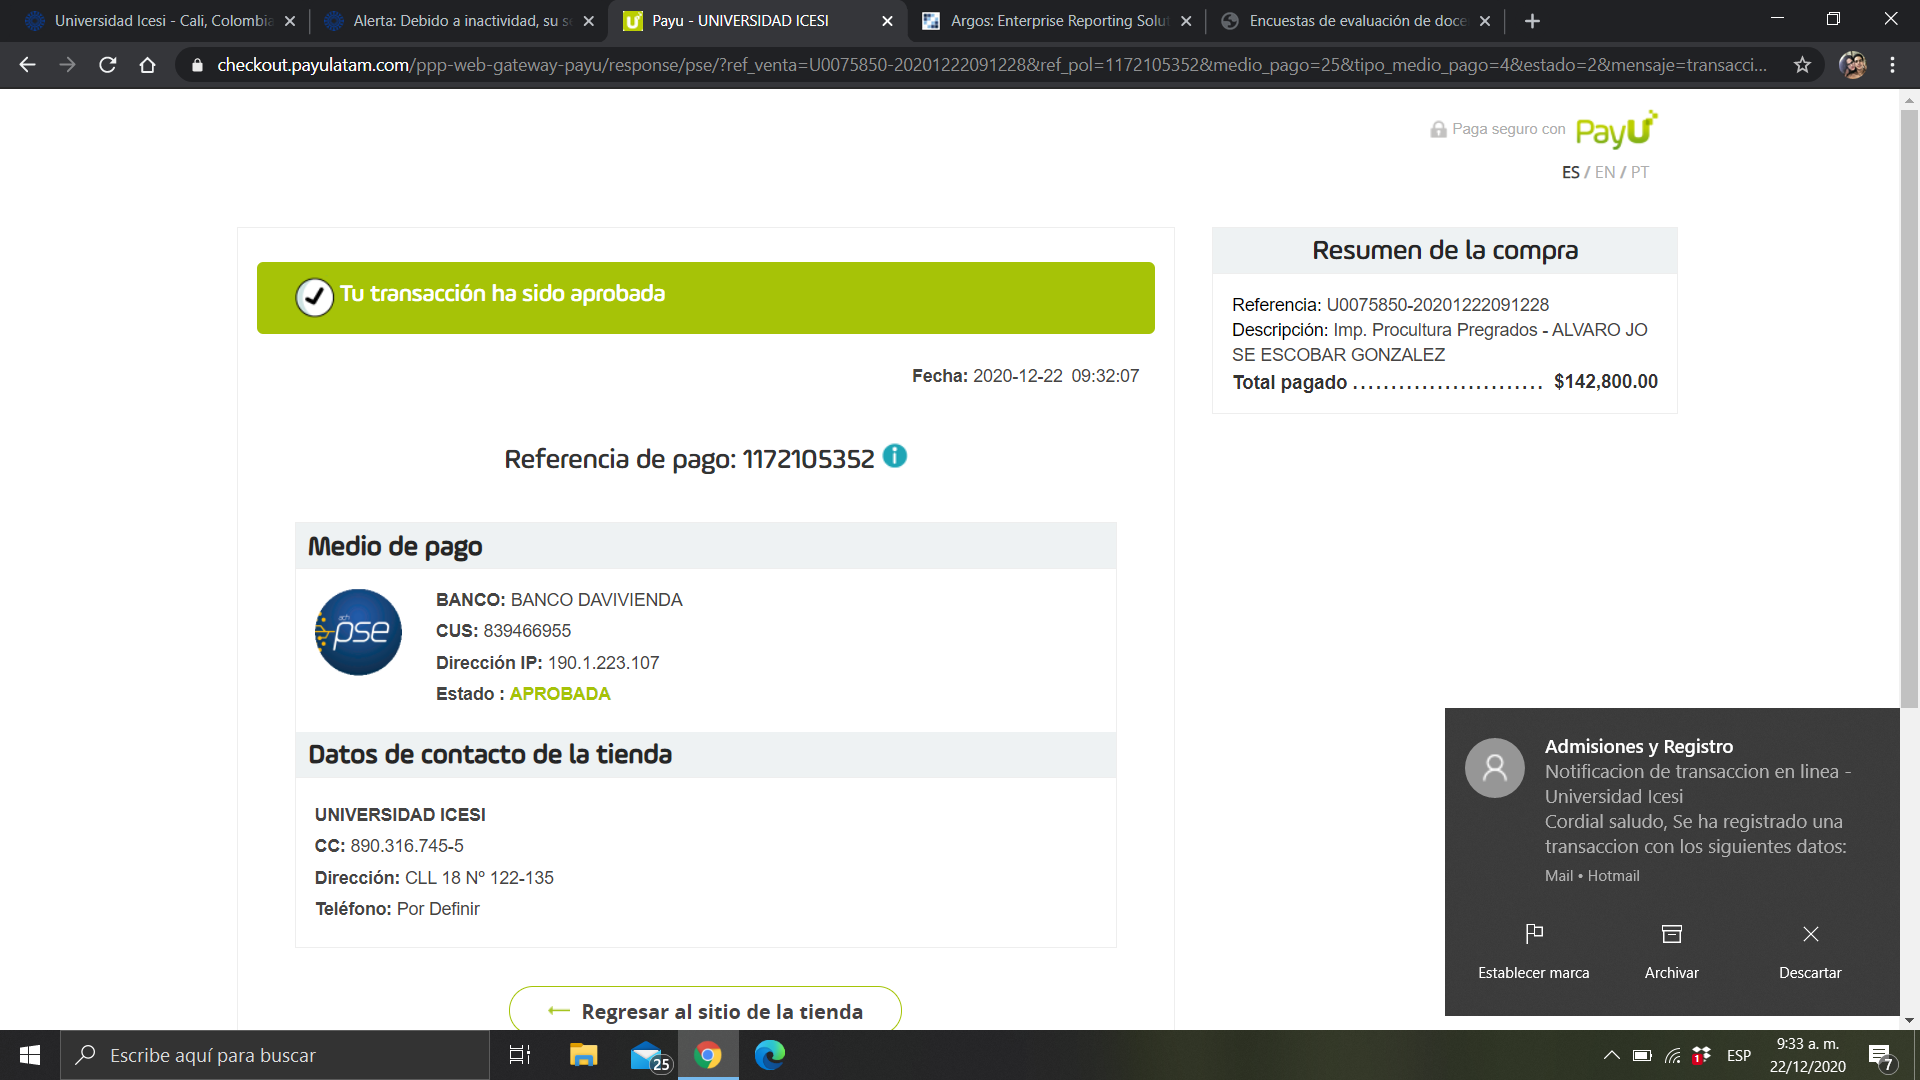 Universidad Icesi - Cali, Colombia
Alerta: Debido a inactividad, su s
Payu - UNIVERSIDAD ICESI
Argos: Enterprise Reporting Solut
Encuestas de evaluación de doce
checkout.payulatam.com/ppp-web-gateway-payu/response/pse/?ref_venta=U0075850-20201222091228&ref_pol=1172105352&medio_pago=25&tipo_medio_pago=4&estado=2&mensaje=transacci...
Paga seguro con PayU
ES / EN / PT
Tu transacción ha sido aprobada
Fecha: 2020-12-22 09:32:07
Referencia de pago: 1172105352
Medio de pago
ach
pse
BANCO: BANCO DAVIVIENDA
CUS: 839466955
Dirección IP: 190.1.223.107
Estado : APROBADA
Datos de contacto de la tienda
UNIVERSIDAD ICESI
CC: 890.316.745-5
Dirección: CLL 18 Nº 122-135
Teléfono: Por Definir
Regresar al sitio de la tienda
Resumen de la compra
Referencia: U0075850-20201222091228
Descripción: Imp. Procultura Pregrados - ALVARO JO
SE ESCOBAR GONZALEZ
Total pagado ......................... $142,800.00
Admisiones y Registro
Notificacion de transaccion en linea -
Universidad Icesi
Cordial saludo, Se ha registrado una
transaccion con los siguientes datos:
Mail • Hotmail
Establecer marca
Archivar
Descartar
Escribe aquí para buscar
25
1
ESP
9:33 a. m.
22/12/2020
7